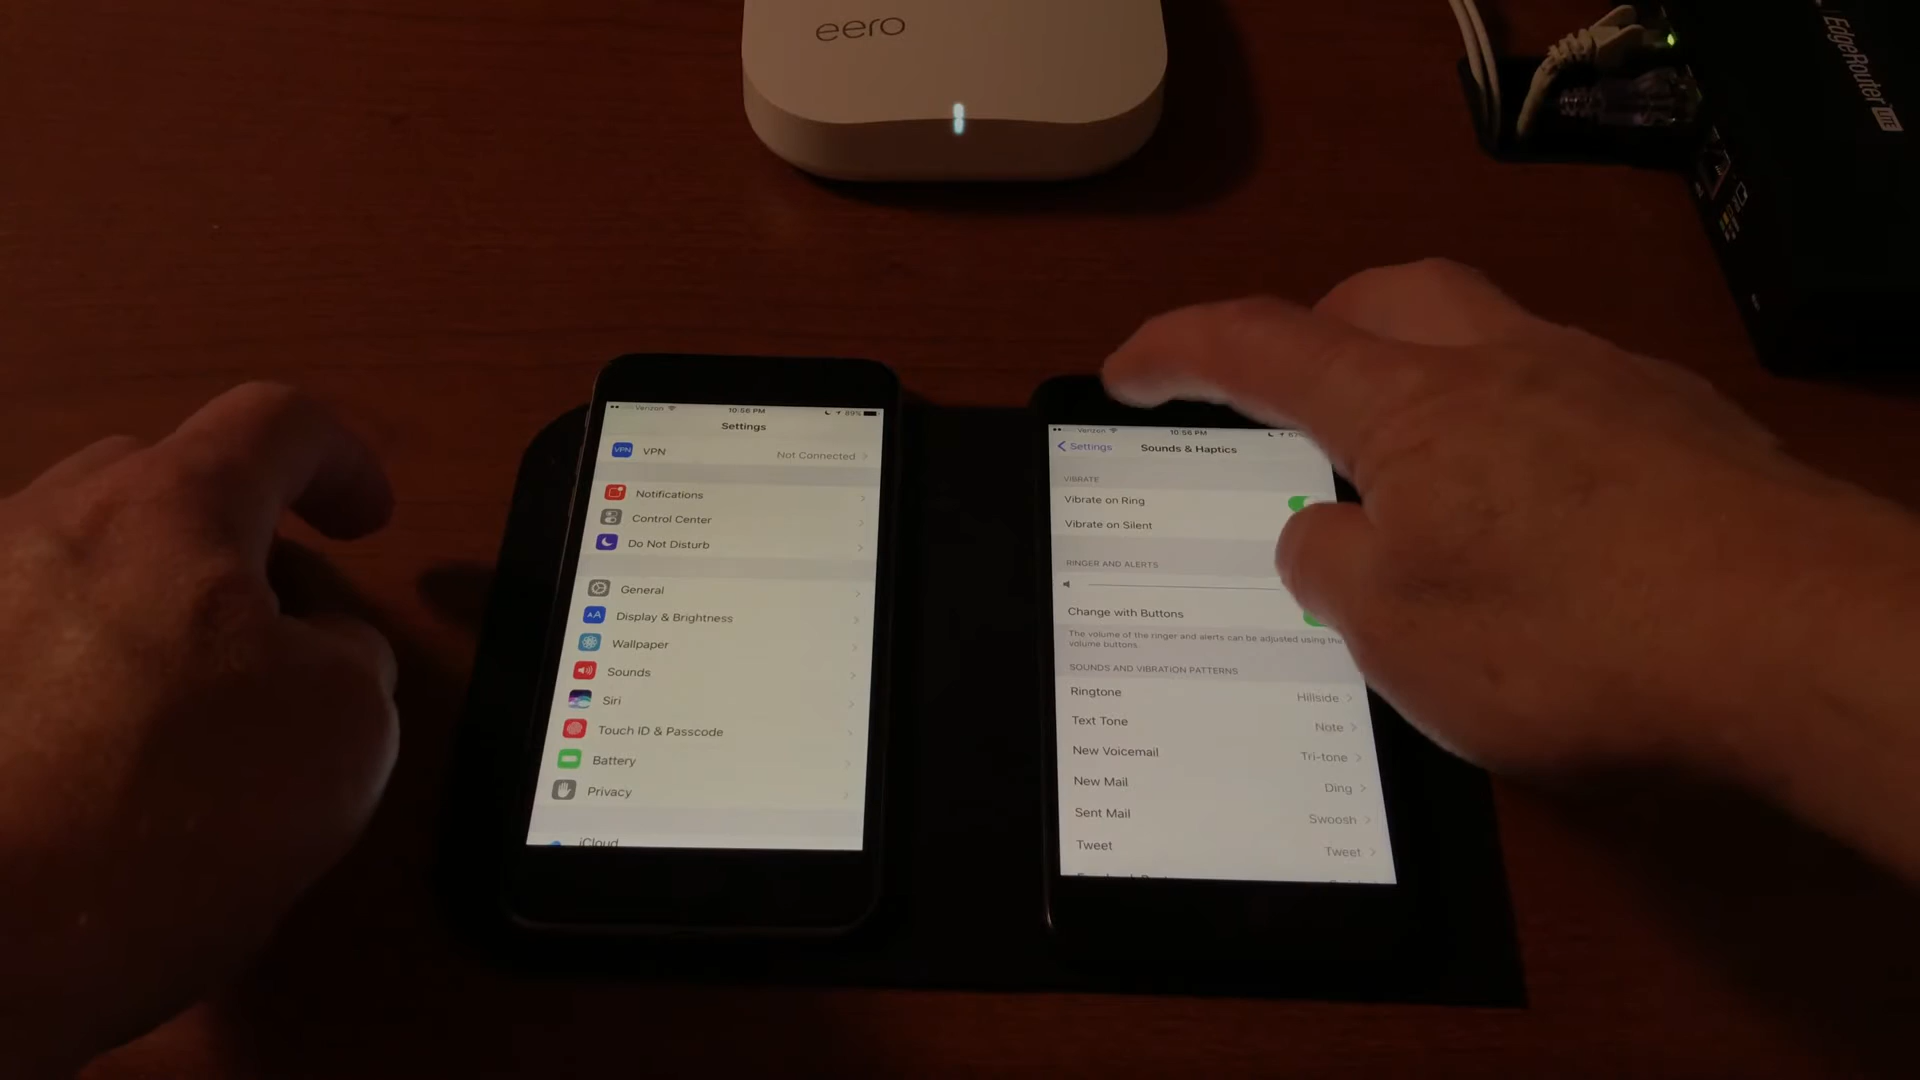 eero
EdgeRouter LITE
Verizon 10:56 PM 89%
Settings
VPN VPN Not Connected
Notifications
Control Center
Do Not Disturb
General
AA Display & Brightness
Wallpaper
Sounds
Siri
Touch ID & Passcode
Battery
Privacy
iCloud
Verizon 10:56 PM
Settings Sounds & Haptics
VIBRATE
Vibrate on Ring
Vibrate on Silent
RINGER AND ALERTS
Change with Buttons
The volume of the ringer and alerts can be adjusted using the
volume buttons.
SOUNDS AND VIBRATION PATTERNS
Ringtone Hillside
Text Tone Note
New Voicemail Tri-tone
New Mail Ding
Sent Mail Swoosh
Tweet Tweet